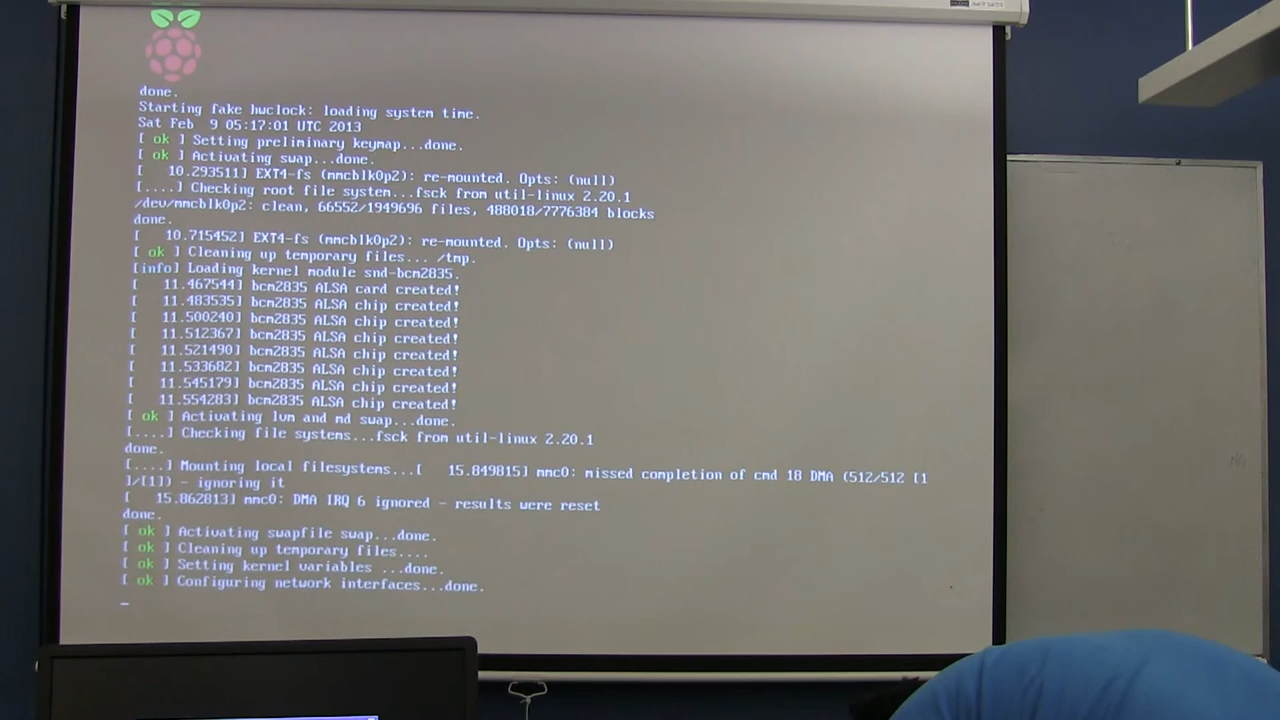 done.
Starting fake hwclock: loading system time.
Sat Feb  9 05:17:01 UTC 2013
[ ok ] Setting preliminary keymap...done.
[ ok ] Activating swap...done.
[   10.293511] EXT4-fs (mmcblk0p2): re-mounted. Opts: (null)
[....] Checking root file system...fsck from util-linux 2.20.1
/dev/mmcblk0p2: clean, 66552/1949696 files, 488018/7776384 blocks
done.
[   10.715452] EXT4-fs (mmcblk0p2): re-mounted. Opts: (null)
[ ok ] Cleaning up temporary files... /tmp.
[info] Loading kernel module snd-bcm2835.
[   11.467544] bcm2835 ALSA card created!
[   11.483535] bcm2835 ALSA chip created!
[   11.500240] bcm2835 ALSA chip created!
[   11.512367] bcm2835 ALSA chip created!
[   11.521490] bcm2835 ALSA chip created!
[   11.533682] bcm2835 ALSA chip created!
[   11.545179] bcm2835 ALSA chip created!
[   11.554283] bcm2835 ALSA chip created!
[ ok ] Activating lvm and md swap...done.
[....] Checking file systems...fsck from util-linux 2.20.1
done.
[....] Mounting local filesystems...[   15.849815] mmc0: missed completion of cmd 18 DMA (512/512 [1
]/[1]) - ignoring it
[   15.862813] mmc0: DMA IRQ 6 ignored - results were reset
done.
[ ok ] Activating swapfile swap...done.
[ ok ] Cleaning up temporary files....
[ ok ] Setting kernel variables ...done.
[ ok ] Configuring network interfaces...done.